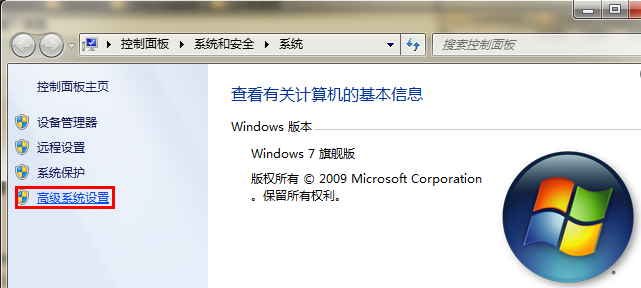 控制面板 系统和安全 系统
搜索控制面板
控制面板主页
设备管理器
远程设置
系统保护
高级系统设置
查看有关计算机的基本信息
Windows 版本
Windows 7 旗舰版
版权所有 © 2009 Microsoft Corporation
。保留所有权利。